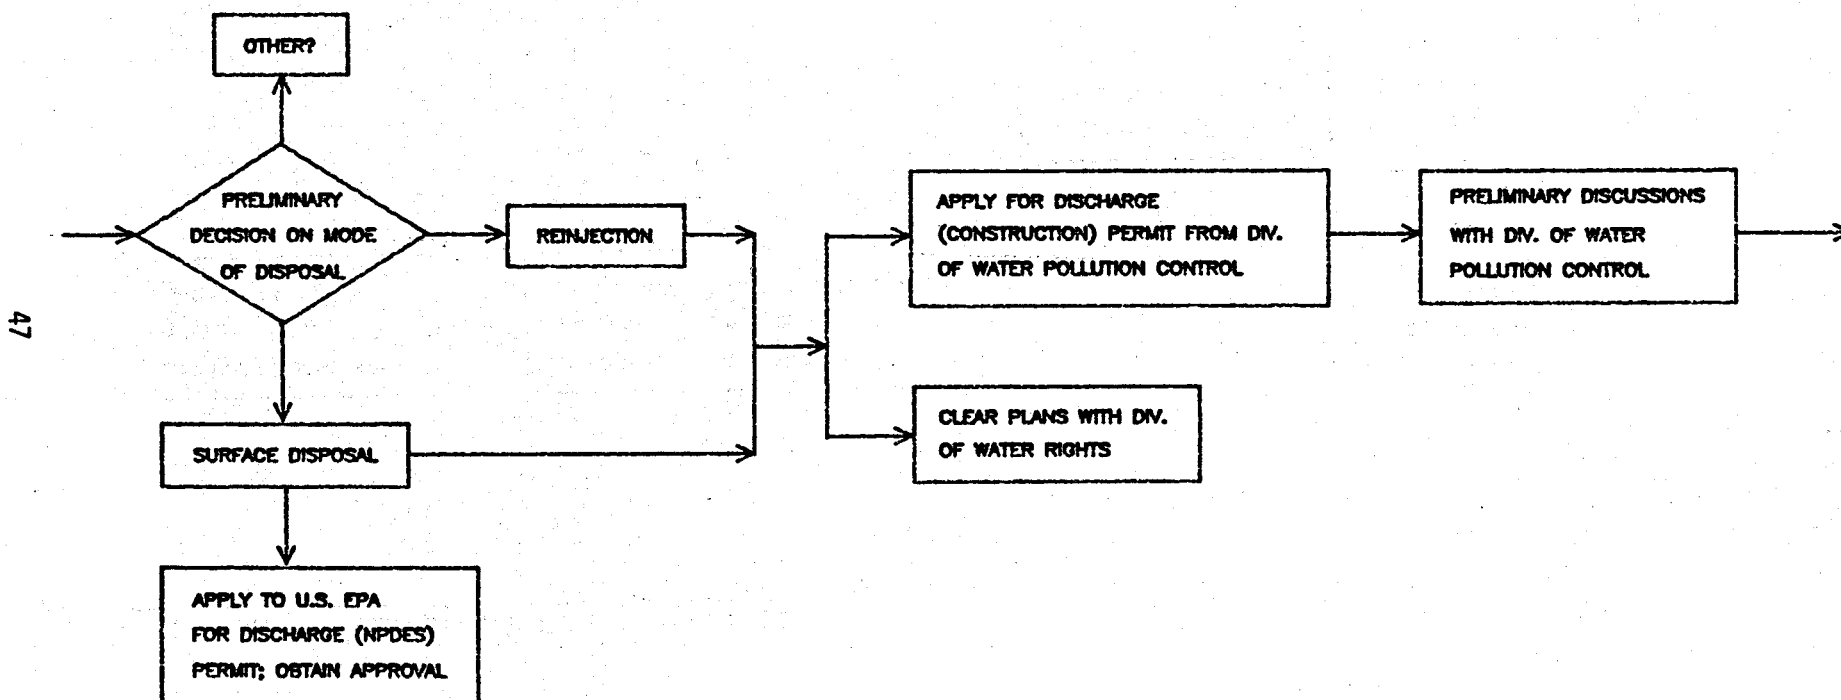 OTHER?
PRELIMINARY
DECISION ON MODE
OF DISPOSAL
REINJECTION
APPLY FOR DISCHARGE
(CONSTRUCTION) PERMIT FROM DIV.
OF WATER POLLUTION CONTROL
PRELIMINARY DISCUSSIONS
WITH DIV. OF WATER
POLLUTION CONTROL
CLEAR PLANS WITH DIV.
OF WATER RIGHTS
SURFACE DISPOSAL
APPLY TO U.S. EPA
FOR DISCHARGE (NPDES)
PERMIT; OBTAIN APPROVAL
47